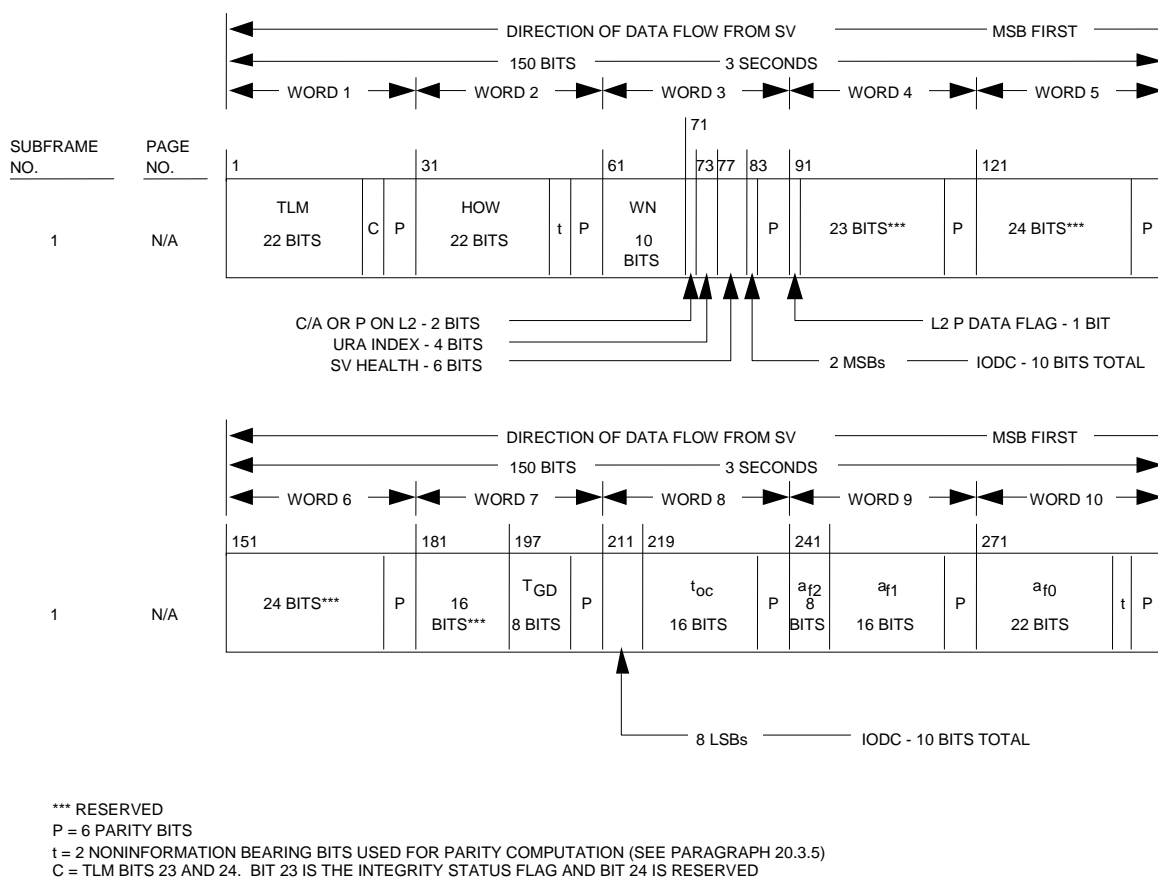 DIRECTION OF DATA FLOW FROM SV MSB FIRST
150 BITS 3 SECONDS
WORD 1 WORD 2 WORD 3 WORD 4 WORD 5
SUBFRAME NO. PAGE NO.
1 31 61 71 73 77 83 91 121
1 N/A
TLM 22 BITS C P HOW 22 BITS t P WN 10 BITS P 23 BITS*** P 24 BITS*** P
C/A OR P ON L2 - 2 BITS
URA INDEX - 4 BITS
SV HEALTH - 6 BITS
L2 P DATA FLAG - 1 BIT
2 MSBs IODC - 10 BITS TOTAL
DIRECTION OF DATA FLOW FROM SV MSB FIRST
150 BITS 3 SECONDS
WORD 6 WORD 7 WORD 8 WORD 9 WORD 10
151 181 197 211 219 241 271
1 N/A
24 BITS*** P 16 BITS*** TGD 8 BITS P toc 16 BITS P af2 8 BITS af1 16 BITS P af0 22 BITS t P
8 LSBs IODC - 10 BITS TOTAL
*** RESERVED
P = 6 PARITY BITS
t = 2 NONINFORMATION BEARING BITS USED FOR PARITY COMPUTATION (SEE PARAGRAPH 20.3.5)
C = TLM BITS 23 AND 24. BIT 23 IS THE INTEGRITY STATUS FLAG AND BIT 24 IS RESERVED